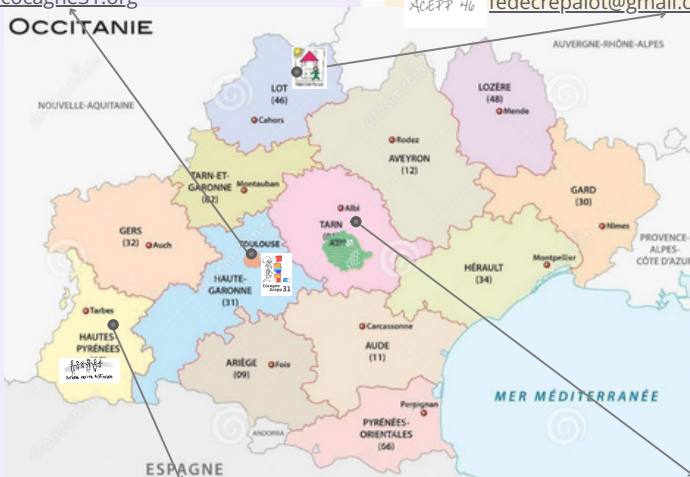 cocagne31.org
ACEPP 46 fedecrepalot@gmail.c
OCCITANIE
AUVERGNE-RHÔNE-ALPES
NOUVELLE-AQUITAINE
LOT
(46)
Cahors
LOZÈRE
(48)
Mende
Rodez
AVEYRON
(12)
TARN-ET-
GARONNE
(82)
Montauban
GARD
(30)
Nîmes
Albi
TARN
GERS
(32)
Auch
TOULOUSE
HAUTE-
GARONNE
(31)
Cocagne
Acepp 31
HÉRAULT
(34)
Montpellier
PROVENCE-
ALPES-
CÔTE D'AZUR
Tarbes
HAUTES-
PYRÉNÉES
Carcassonne
AUDE
(11)
ARIÈGE
(09)
Foix
MER MÉDITERRANÉE
Perpignan
PYRÉNÉES-
ORIENTALES
(66)
ANDORRA
ESPAGNE